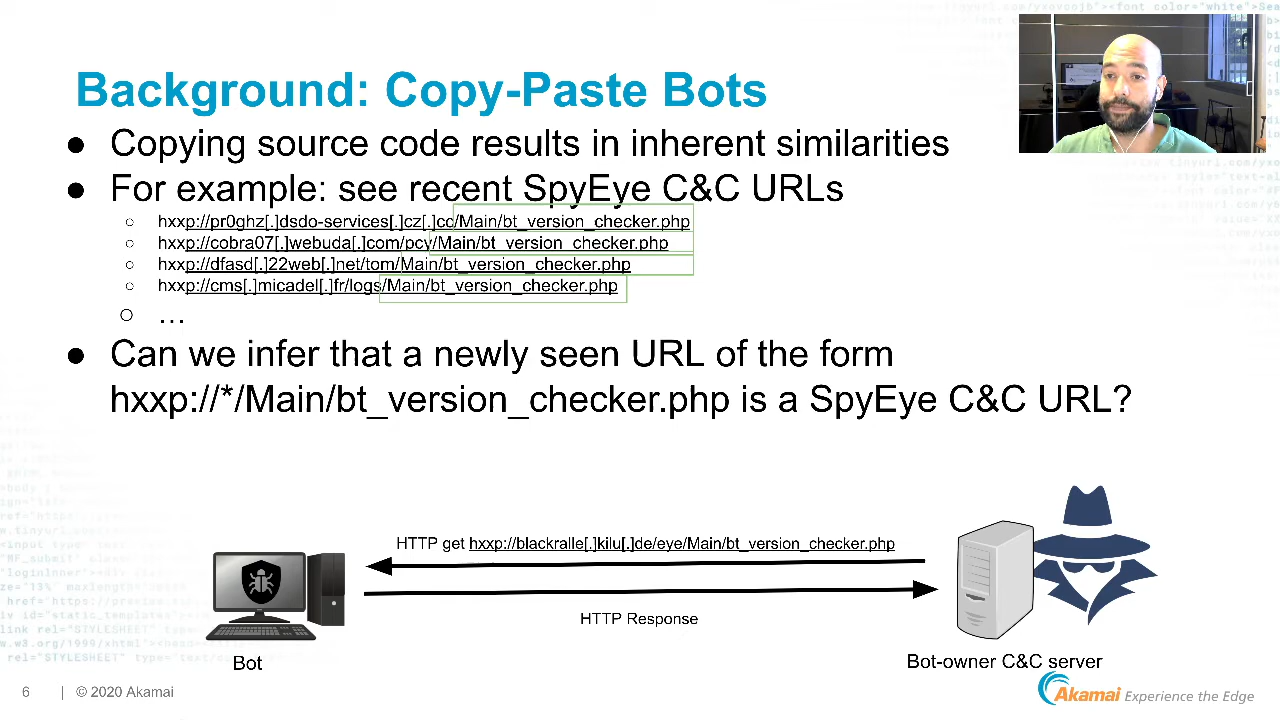 Background: Copy-Paste Bots
● Copying source code results in inherent similarities
● For example: see recent SpyEye C&C URLs
○ hxxp://pr0ghz[.]dsdo-services[.]cz[.]cc/Main/bt_version_checker.php
○ hxxp://cobra07[.]webuda[.]com/pcy/Main/bt_version_checker.php
○ hxxp://dfasd[.]22web[.]net/tom/Main/bt_version_checker.php
○ hxxp://cms[.]micadel[.]fr/logs/Main/bt_version_checker.php
○ …
● Can we infer that a newly seen URL of the form
hxxp://*/Main/bt_version_checker.php is a SpyEye C&C URL?
HTTP get hxxp://blackralle[.]kilu[.]de/eye/Main/bt_version_checker.php
HTTP Response
Bot
Bot-owner C&C server
6 | © 2020 Akamai
Akamai Experience the Edge